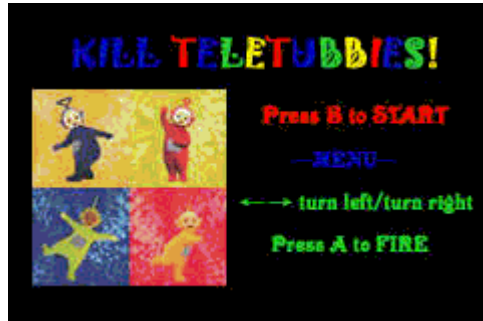 KILL TELETUBBIES!
Press B to START
—MENU—
turn left/turn right
Press A to FIRE